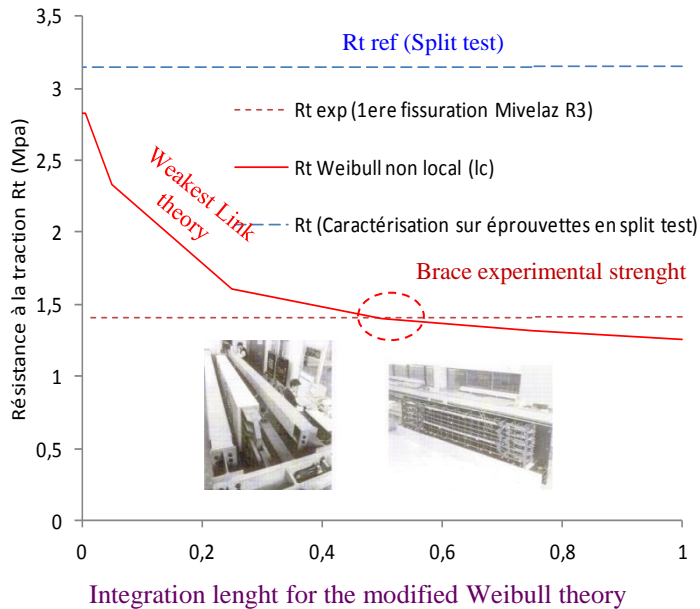 3,5
3
2,5
2
1,5
1
0,5
0
Résistance à la traction Rt (Mpa)
Rt ref (Split test)
Rt exp (1ere fissuration Mivelaz R3)
Rt Weibull non local (lc)
Rt (Caractérisation sur éprouvettes en split test)
Weakest Link
theory
Brace experimental strenght
0
0,2
0,4
0,6
0,8
1
Integration lenght for the modified Weibull theory